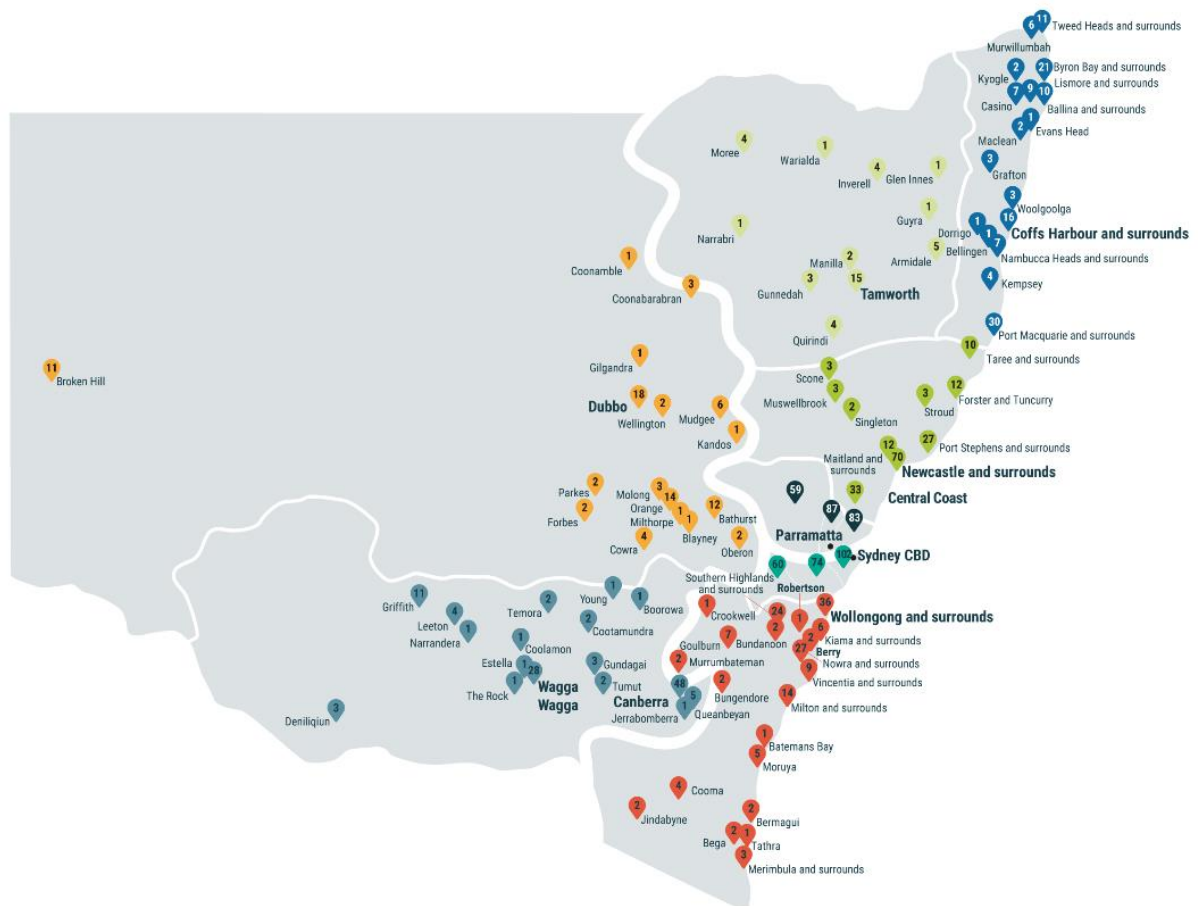 6
11
Tweed Heads and surrounds
Murwillumbah
2
21
Byron Bay and surrounds
Kyogle
Lismore and surrounds
7
9
10
Casino
Ballina and surrounds
1
2
Evans Head
Maclean
3
Grafton
3
Woolgoolga
16
1
Coffs Harbour and surrounds
Dorrigo
1
7
Bellingen
Nambucca Heads and surrounds
4
Kempsey
30
Port Macquarie and surrounds
4
Moree
1
Warialda
4
Inverell
1
Glen Innes
1
Guyra
1
Narrabri
5
Armidale
2
Manilla
3
Gunnedah
15
Tamworth
4
Quirindi
1
Coonamble
3
Coonabarabran
11
Broken Hill
1
Gilgandra
18
Dubbo
2
Wellington
6
Mudgee
1
Kandos
2
Parkes
2
Forbes
3
Molong
14
Orange
1
Milthorpe
1
Blayney
12
Bathurst
4
Cowra
2
Oberon
10
Taree and surrounds
3
Scone
3
Muswellbrook
2
Singleton
3
Stroud
12
Forster and Tuncurry
27
Port Stephens and surrounds
12
Maitland and
surrounds
70
Newcastle and surrounds
33
Central Coast
59
87
83
Parramatta
102
Sydney CBD
60
74
Southern Highlands
and surrounds
Robertson
11
Griffith
4
Leeton
Narrandera
1
2
Temora
1
Young
1
Boorowa
2
Cootamundra
1
Coolamon
Estella
1
28
Wagga
Wagga
1
The Rock
3
Gundagai
2
Tumut
3
Deniliqiun
48
Canberra
5
1
Jerrabomberra
Queanbeyan
1
Crookwell
24
2
Bundanoon
1
36
Wollongong and surrounds
6
Kiama and surrounds
2
Berry
27
Nowra and surrounds
9
Vincentia and surrounds
7
Goulburn
2
Murrumbateman
2
Bungendore
14
Milton and surrounds
1
Batemans Bay
5
Moruya
4
Cooma
2
Jindabyne
2
Bermagui
2
Bega
1
Tathra
3
Merimbula and surrounds